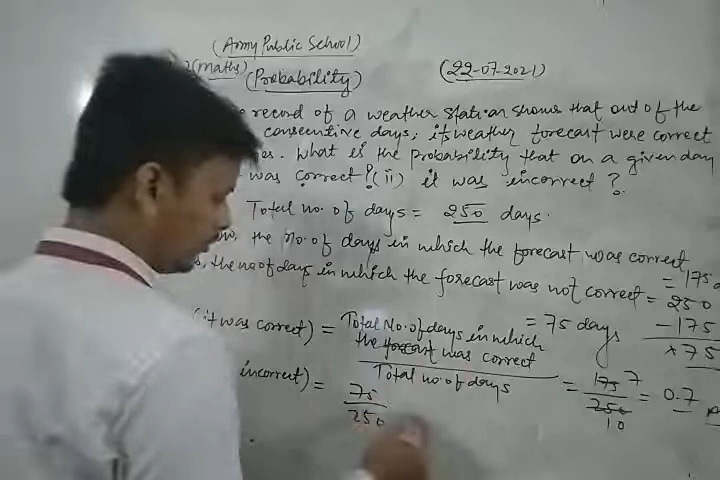 (Army Public School)
(maths) (Probability) (22-07-2021)
record of a weather station shows that out of the
consecutive days, its weather forecast were correct
What is the probability that on a given day
was correct? (ii) it was incorrect?
Total no. of days = 250 days.
the No. of days in which the forecast was correct
= 175
the no of day in which the forecast was not correct = 250
- 175
75
= 75 days
(it was correct) = Total No. of days in which
the forecast was correct
Total no. of days
= 175 7
250
10
= 0.7
incorrect) = 75
250